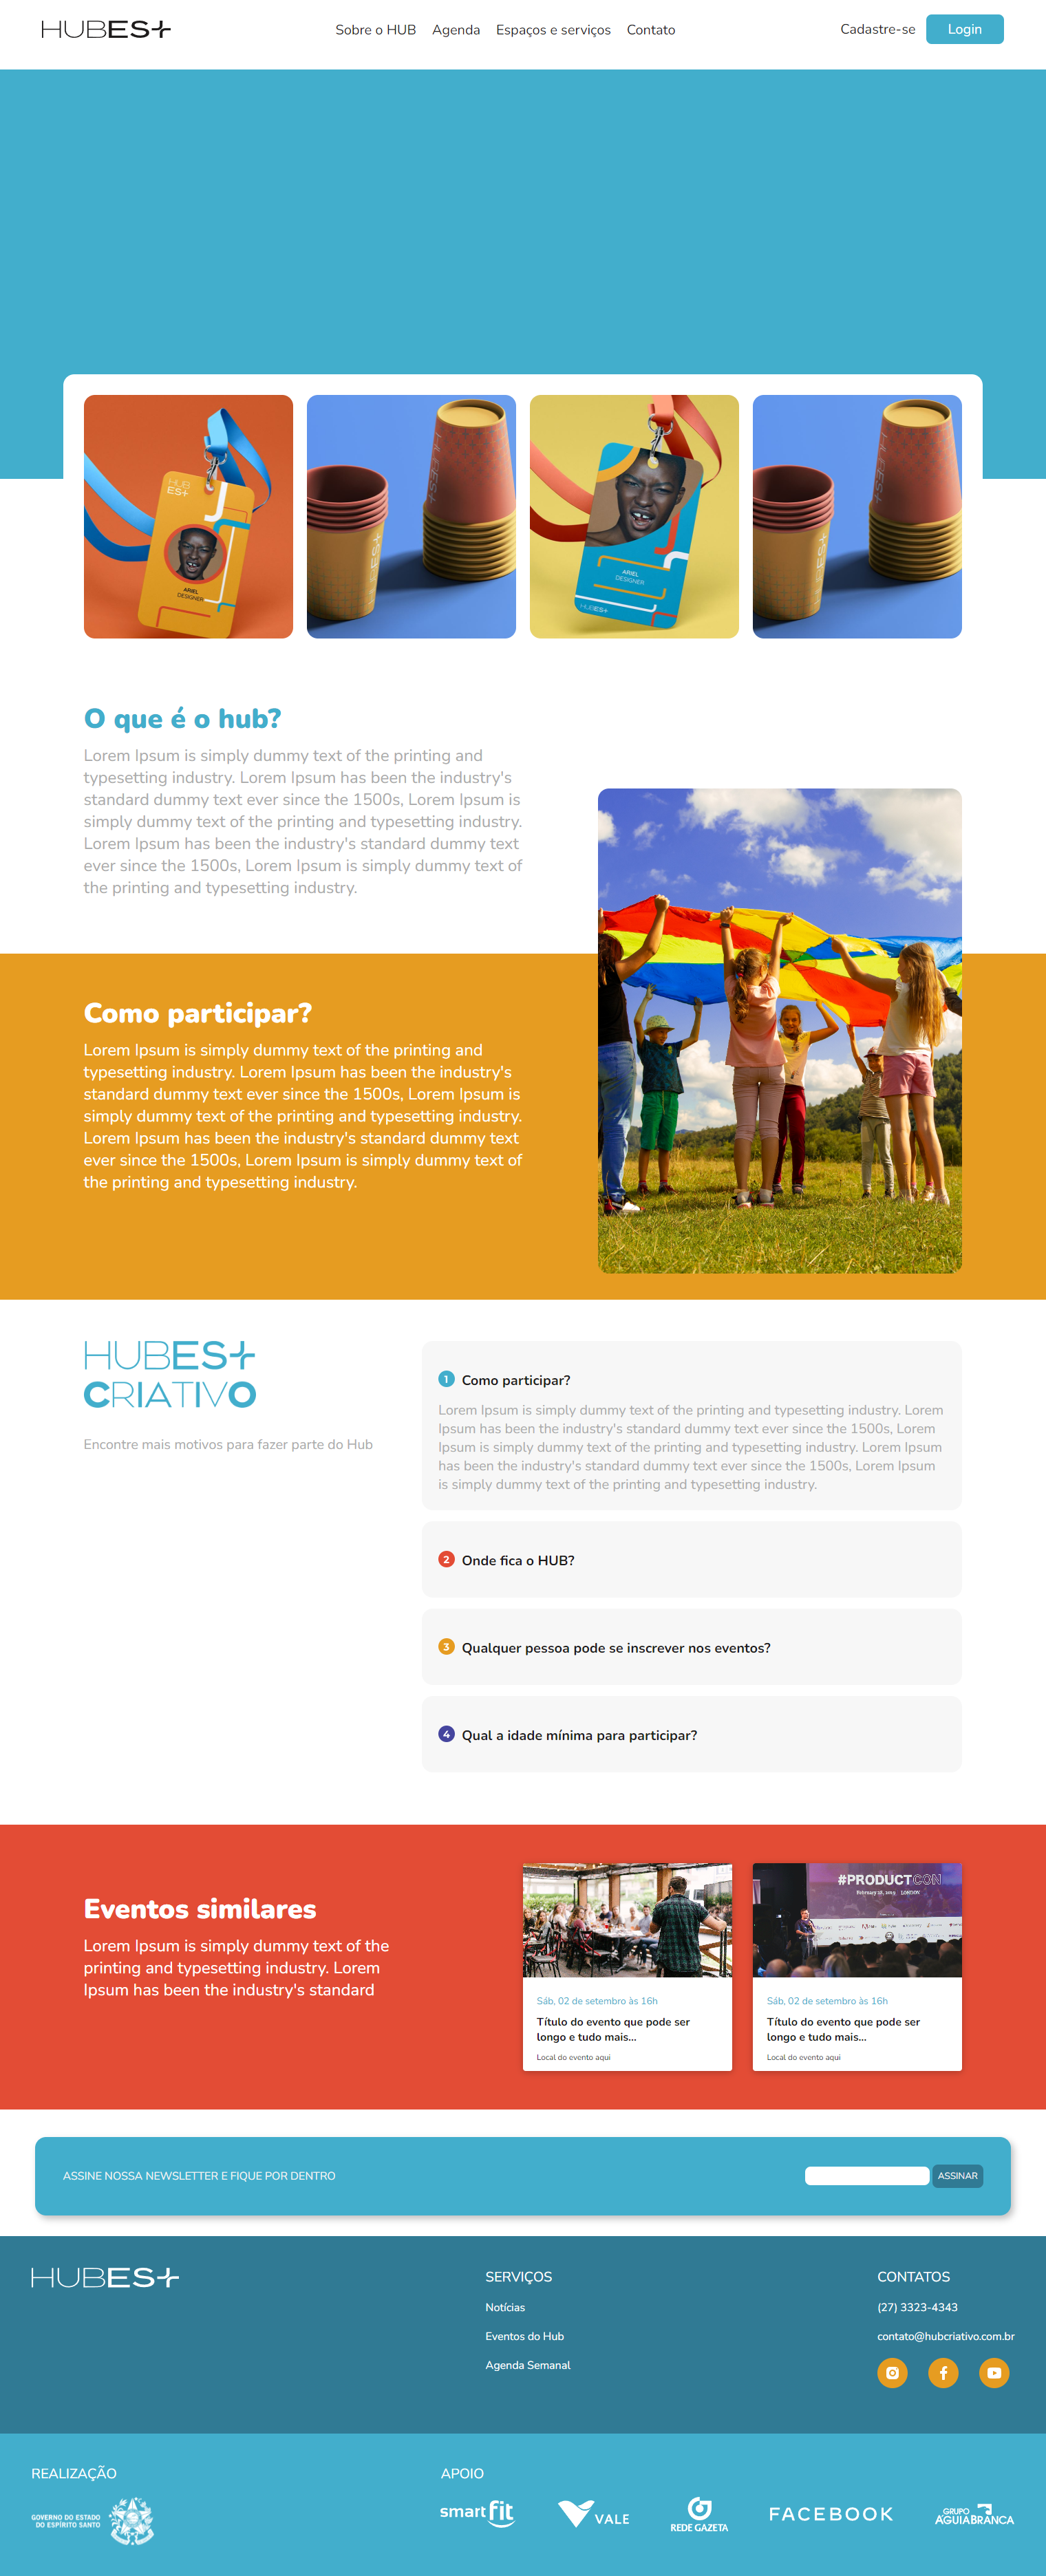 HUBES+
Sobre o HUB
Agenda
Espaços e serviços
Contato
Cadastre-se
Login
HUB
ES+
ARIEL
DESIGNER
HUBES+
ES+
ARIEL
DESIGNER
HUBES+
HUBES+
ES+
O que é o hub?
Lorem Ipsum is simply dummy text of the printing and
typesetting industry. Lorem Ipsum has been the industry's
standard dummy text ever since the 1500s, Lorem Ipsum is
simply dummy text of the printing and typesetting industry.
Lorem Ipsum has been the industry's standard dummy text
ever since the 1500s, Lorem Ipsum is simply dummy text of
the printing and typesetting industry.
Como participar?
Lorem Ipsum is simply dummy text of the printing and
typesetting industry. Lorem Ipsum has been the industry's
standard dummy text ever since the 1500s, Lorem Ipsum is
simply dummy text of the printing and typesetting industry.
Lorem Ipsum has been the industry's standard dummy text
ever since the 1500s, Lorem Ipsum is simply dummy text of
the printing and typesetting industry.
HUBES+
CRIATIVO
Encontre mais motivos para fazer parte do Hub
1 Como participar?
Lorem Ipsum is simply dummy text of the printing and typesetting industry. Lorem
Ipsum has been the industry's standard dummy text ever since the 1500s, Lorem
Ipsum is simply dummy text of the printing and typesetting industry. Lorem Ipsum
has been the industry's standard dummy text ever since the 1500s, Lorem Ipsum
is simply dummy text of the printing and typesetting industry.
2 Onde fica o HUB?
3 Qualquer pessoa pode se inscrever nos eventos?
4 Qual a idade mínima para participar?
Eventos similares
Lorem Ipsum is simply dummy text of the
printing and typesetting industry. Lorem
Ipsum has been the industry's standard
Sáb, 02 de setembro às 16h
Título do evento que pode ser
longo e tudo mais...
Local do evento aqui
#PRODUCTCON
February 28, 2019 LONDON
Sáb, 02 de setembro às 16h
Título do evento que pode ser
longo e tudo mais...
Local do evento aqui
ASSINE NOSSA NEWSLETTER E FIQUE POR DENTRO
ASSINAR
HUBES+
SERVIÇOS
Notícias
Eventos do Hub
Agenda Semanal
CONTATOS
(27) 3323-4343
contato@hubcriativo.com.br
REALIZAÇÃO
GOVERNO DO ESTADO
DO ESPÍRITO SANTO
APOIO
smart fit
VALE
REDE GAZETA
FACEBOOK
GRUPO
AGUIABRANCA